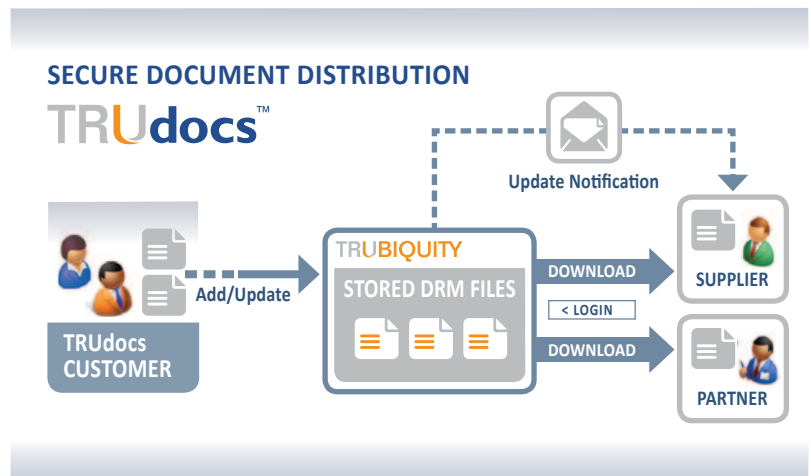 SECURE DOCUMENT DISTRIBUTION
TRUdocs™
Update Notification
TRUBIQUITY
STORED DRM FILES
Add/Update
TRUdocs
CUSTOMER
DOWNLOAD
< LOGIN
DOWNLOAD
SUPPLIER
PARTNER